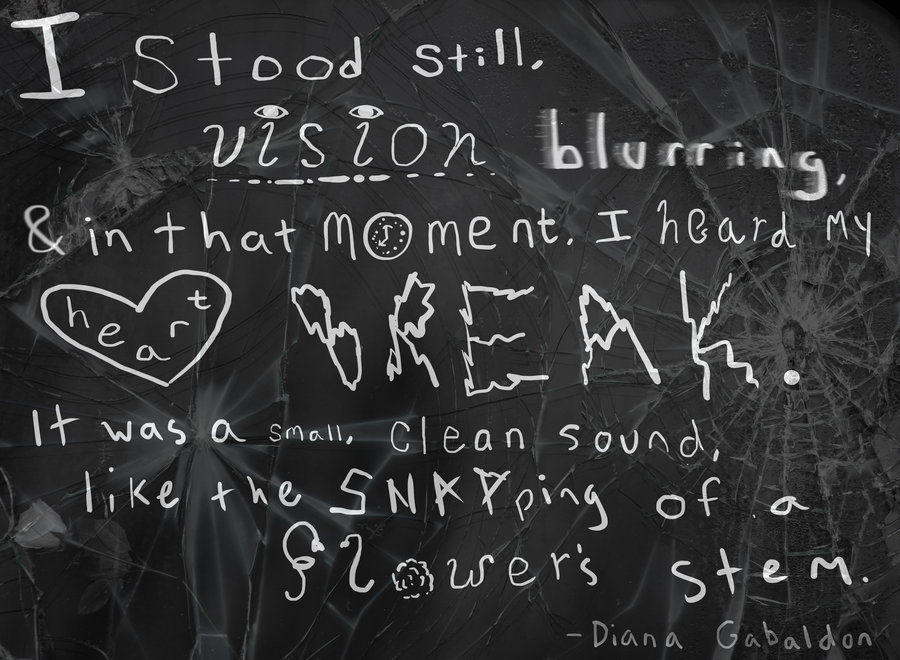 I Stood still,
vision blurring,
& in that moment. I heard my
heart BREAK.
It was a small, clean sound,
like the SNAPping of a
flower's stem.
-Diana Gabaldon